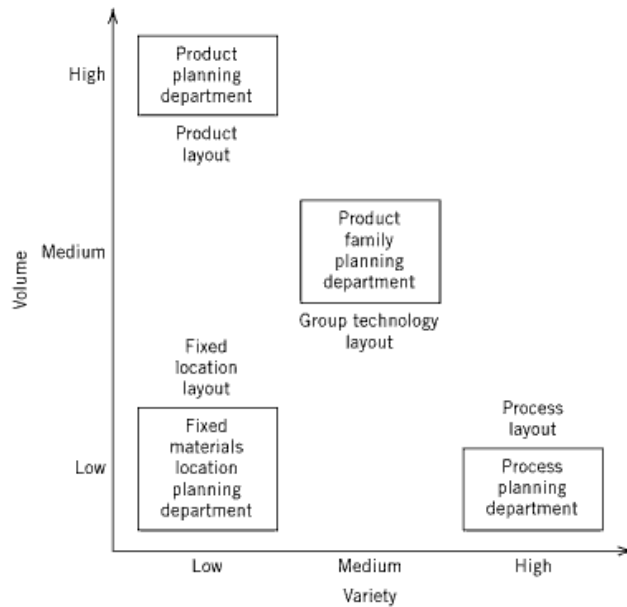 High
Product
planning
department
Product
layout
Medium
Product
family
planning
department
Group technology
layout
Volume
Fixed
location
layout
Low
Fixed
materials
location
planning
department
Process
layout
Process
planning
department
Low
Medium
High
Variety